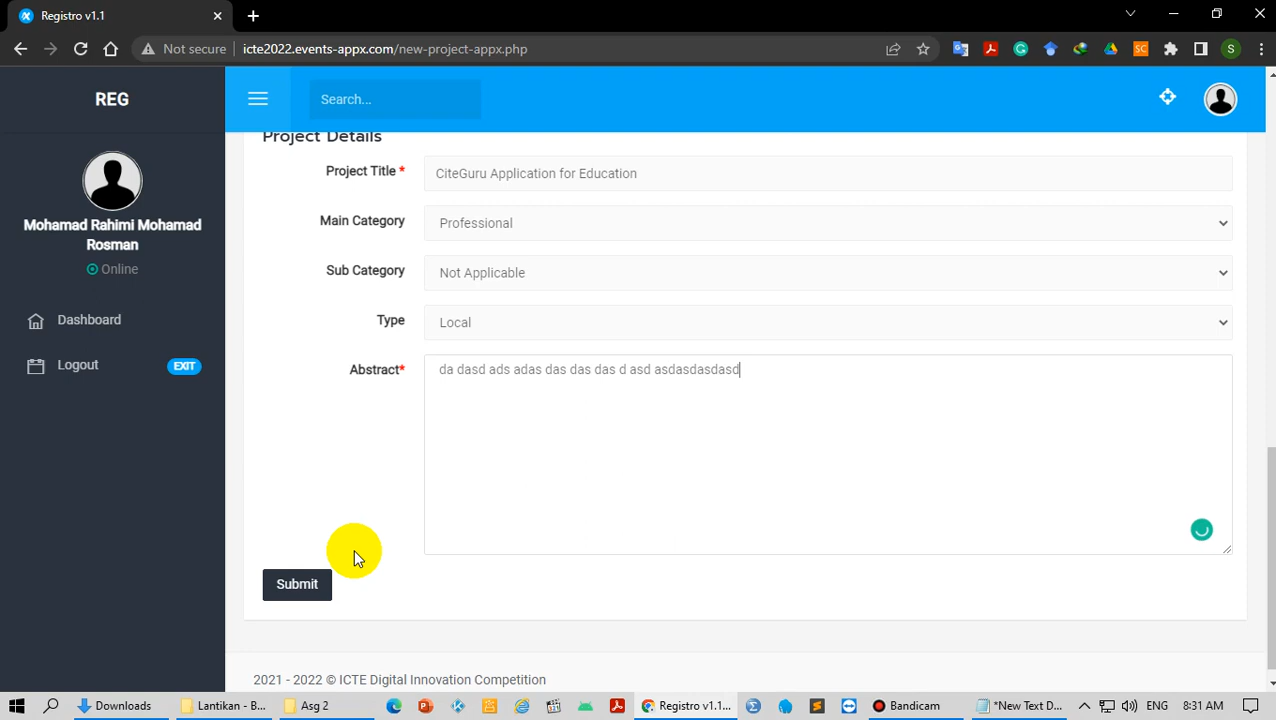 Registro v1.1
Not secure
icte2022.events-appx.com/new-project-appx.php
S
REG
Search...
Mohamad Rahimi Mohamad
Rosman
Online
Dashboard
Logout
EXIT
Project Details
Project Title *
CiteGuru Application for Education
Main Category
Professional
Sub Category
Not Applicable
Type
Local
Abstract*
da dasd ads adas das das das d asd asdasdasdasd
Submit
2021 - 2022 © ICTE Digital Innovation Competition
Downloads
Lantikan - B...
Asg 2
Registro v1.1...
Bandicam
*New Text D...
ENG
8:31 AM